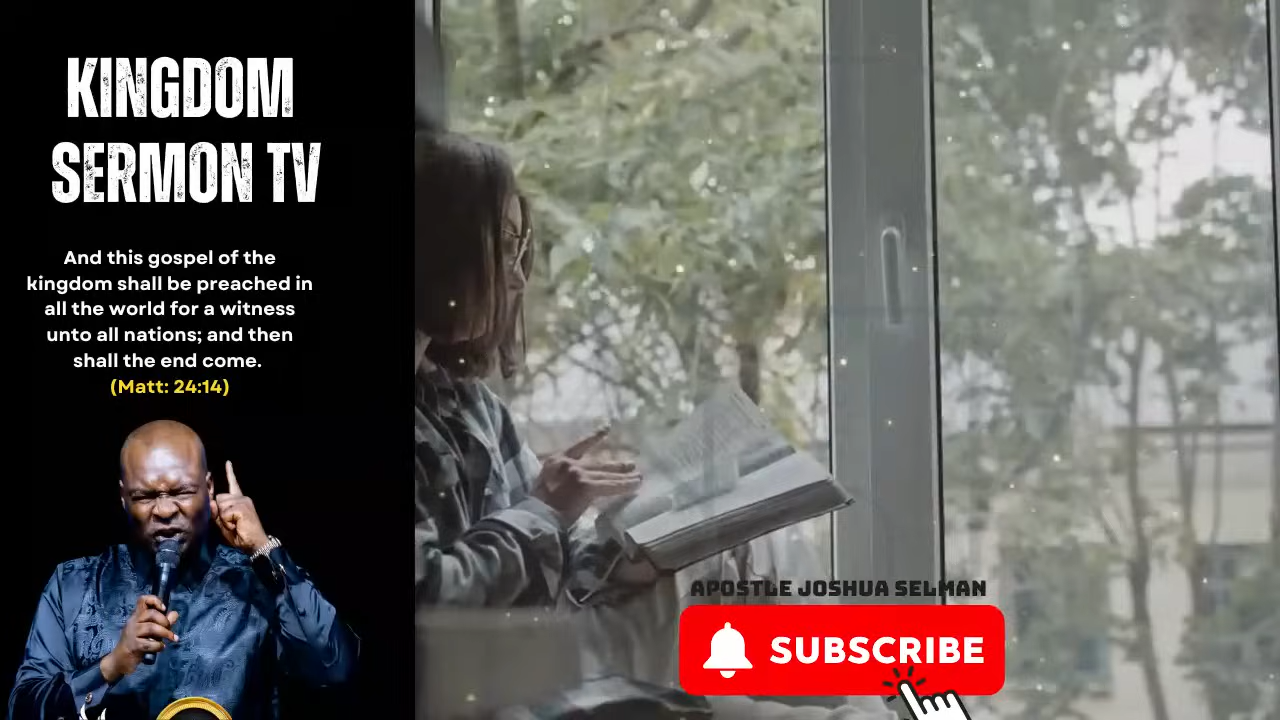 KINGDOM
SERMON TV
And this gospel of the
kingdom shall be preached in
all the world for a witness
unto all nations; and then
shall the end come.
(Matt: 24:14)
APOSTLE JOSHUA SELMAN
SUBSCRIBE